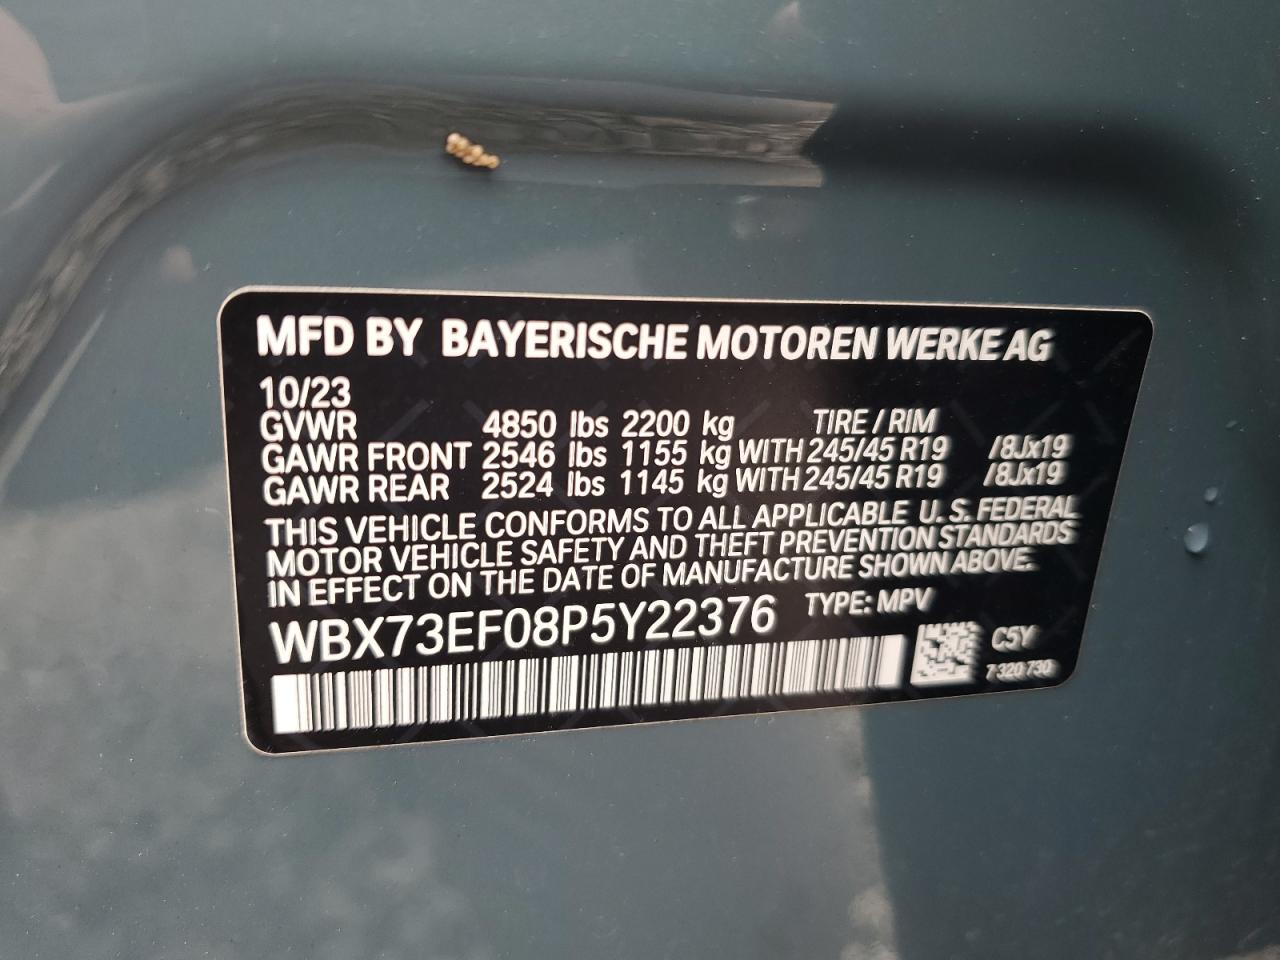 MFD BY BAYERISCHE MOTOREN WERKE AG
10/23
GVWR 4850 lbs 2200 kg TIRE / RIM
GAWR FRONT 2546 lbs 1155 kg WITH 245/45 R19 /8Jx19
GAWR REAR 2524 lbs 1145 kg WITH 245/45 R19 /8Jx19
THIS VEHICLE CONFORMS TO ALL APPLICABLE U.S. FEDERAL
MOTOR VEHICLE SAFETY AND THEFT PREVENTION STANDARDS
IN EFFECT ON THE DATE OF MANUFACTURE SHOWN ABOVE.
WBX73EF08P5Y22376 TYPE: MPV
C5Y
7 320 730